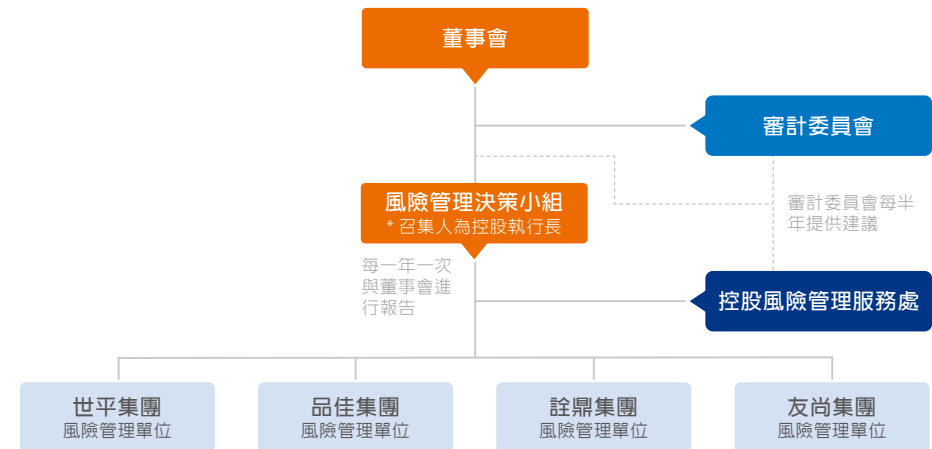 董事會
審計委員會
風險管理決策小組
* 召集人為控股執行長
審計委員會每半
年提供建議
每一年一次
與董事會進
行報告
控股風險管理服務處
世平集團
風險管理單位
品佳集團
風險管理單位
詮鼎集團
風險管理單位
友尚集團
風險管理單位